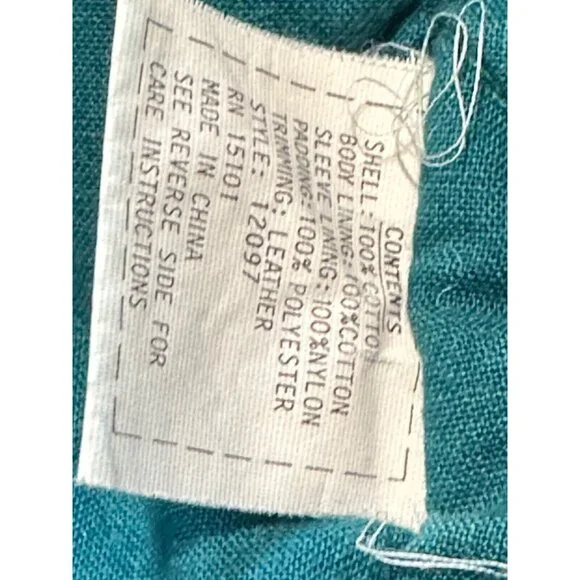 CONTENTS
SHELL:100% COTTON
BODY LINING:100%COTTON
SLEEVE LINING:100%NYLON
PADDING:100% POLYESTER
TRIMMING: LEATHER
STYLE: 12097
RN 15101
MADE IN CHINA
SEE REVERSE SIDE FOR
CARE INSTRUCTIONS